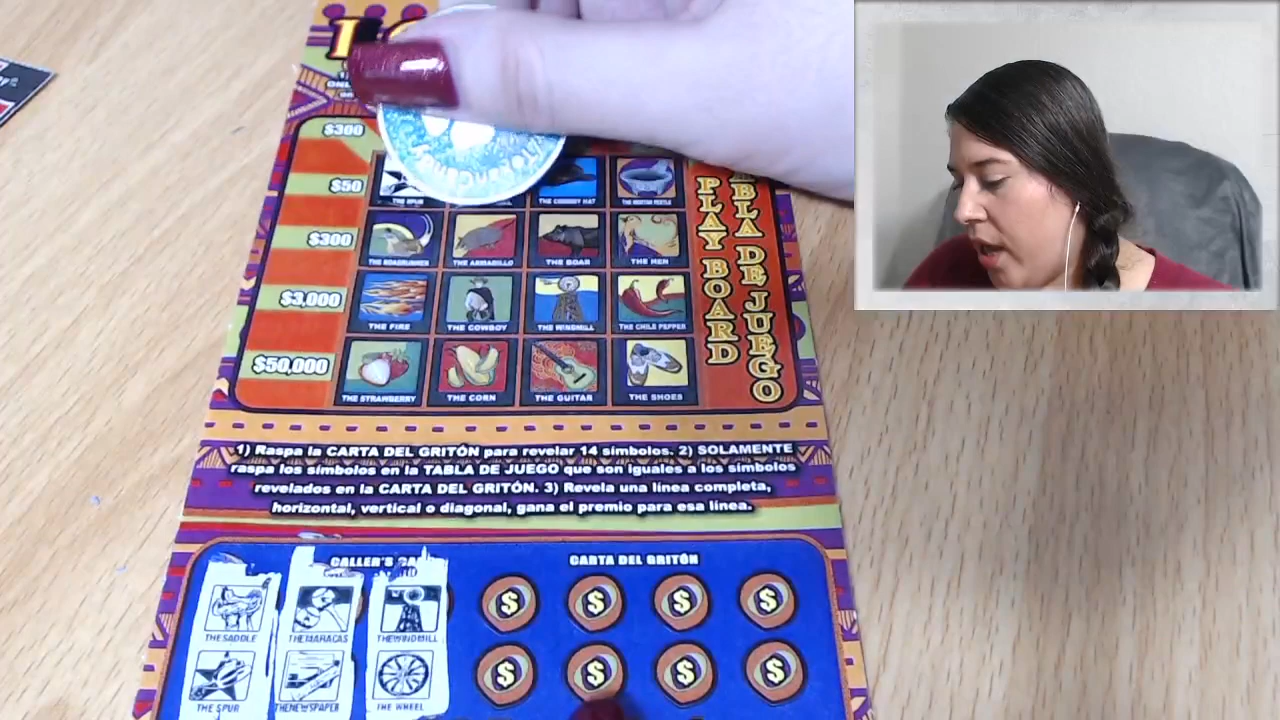 $300
$50
$300
$3,000
$50,000
THE SPUR
THE COWBOY HAT
THE MORTAR PESTLE
THE ROADRUNNER
THE ARMADILLO
THE BOAR
THE HEN
THE FIRE
THE COWBOY
THE WINDMILL
THE CHILE PEPPER
THE STRAWBERRY
THE CORN
THE GUITAR
THE SHOES
PLAY BOARD
DE JUEGO
1) Raspa la CARTA DEL GRITÓN para revelar 14 símbolos. 2) SOLAMENTE
raspa los símbolos en la TABLA DE JUEGO que son iguales a los símbolos
revelados en la CARTA DEL GRITÓN. 3) Revela una línea completa,
horizontal, vertical o diagonal, gana el premio para esa línea.
CALLER'S
CARTA DEL GRITÓN
THE SADDLE
THE MARACAS
THE WINDMILL
$ $ $ $
THE SPUR
THE NEWSPAPER
THE WHEEL
$ $ $ $